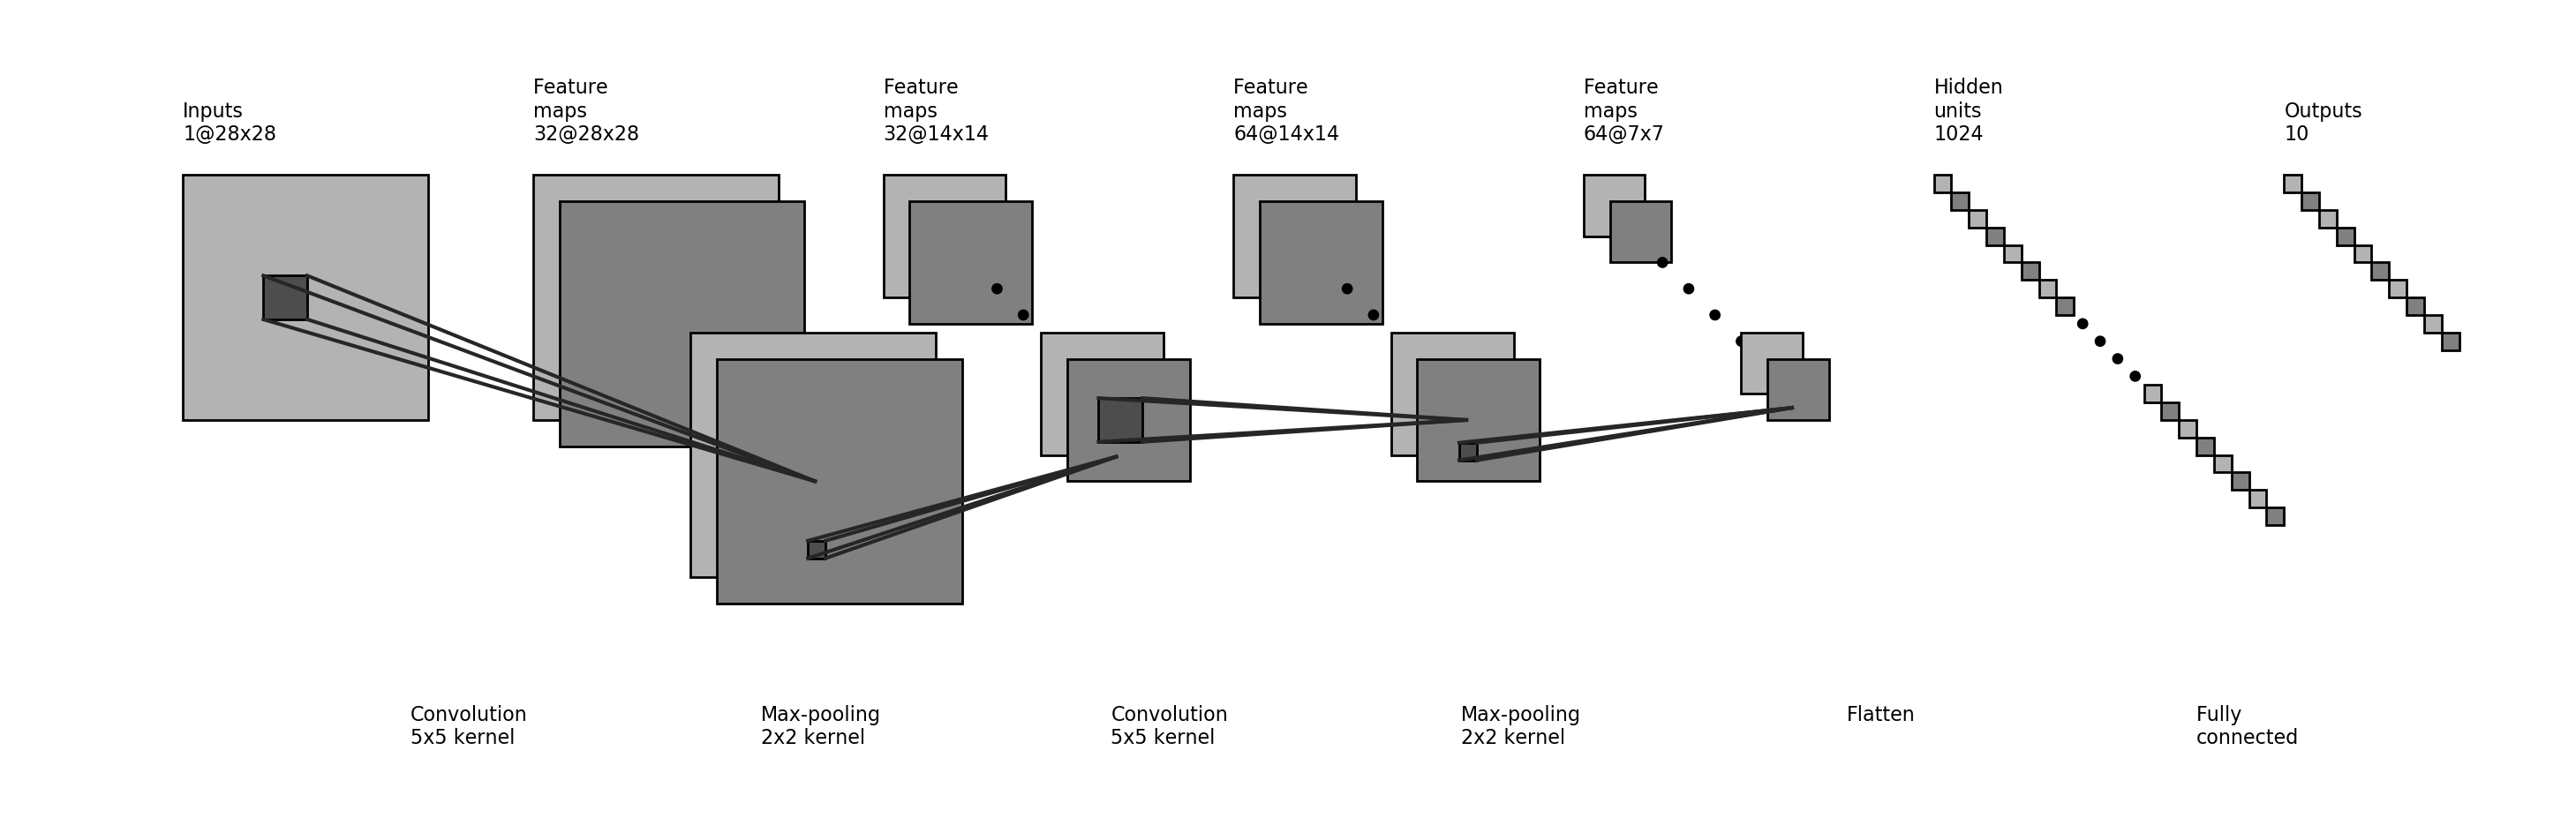 Inputs
1@28x28
Feature
maps
32@28x28
Feature
maps
32@14x14
Feature
maps
64@14x14
Feature
maps
64@7x7
Hidden
units
1024
Outputs
10
Convolution
5x5 kernel
Max-pooling
2x2 kernel
Convolution
5x5 kernel
Max-pooling
2x2 kernel
Flatten
Fully
connected